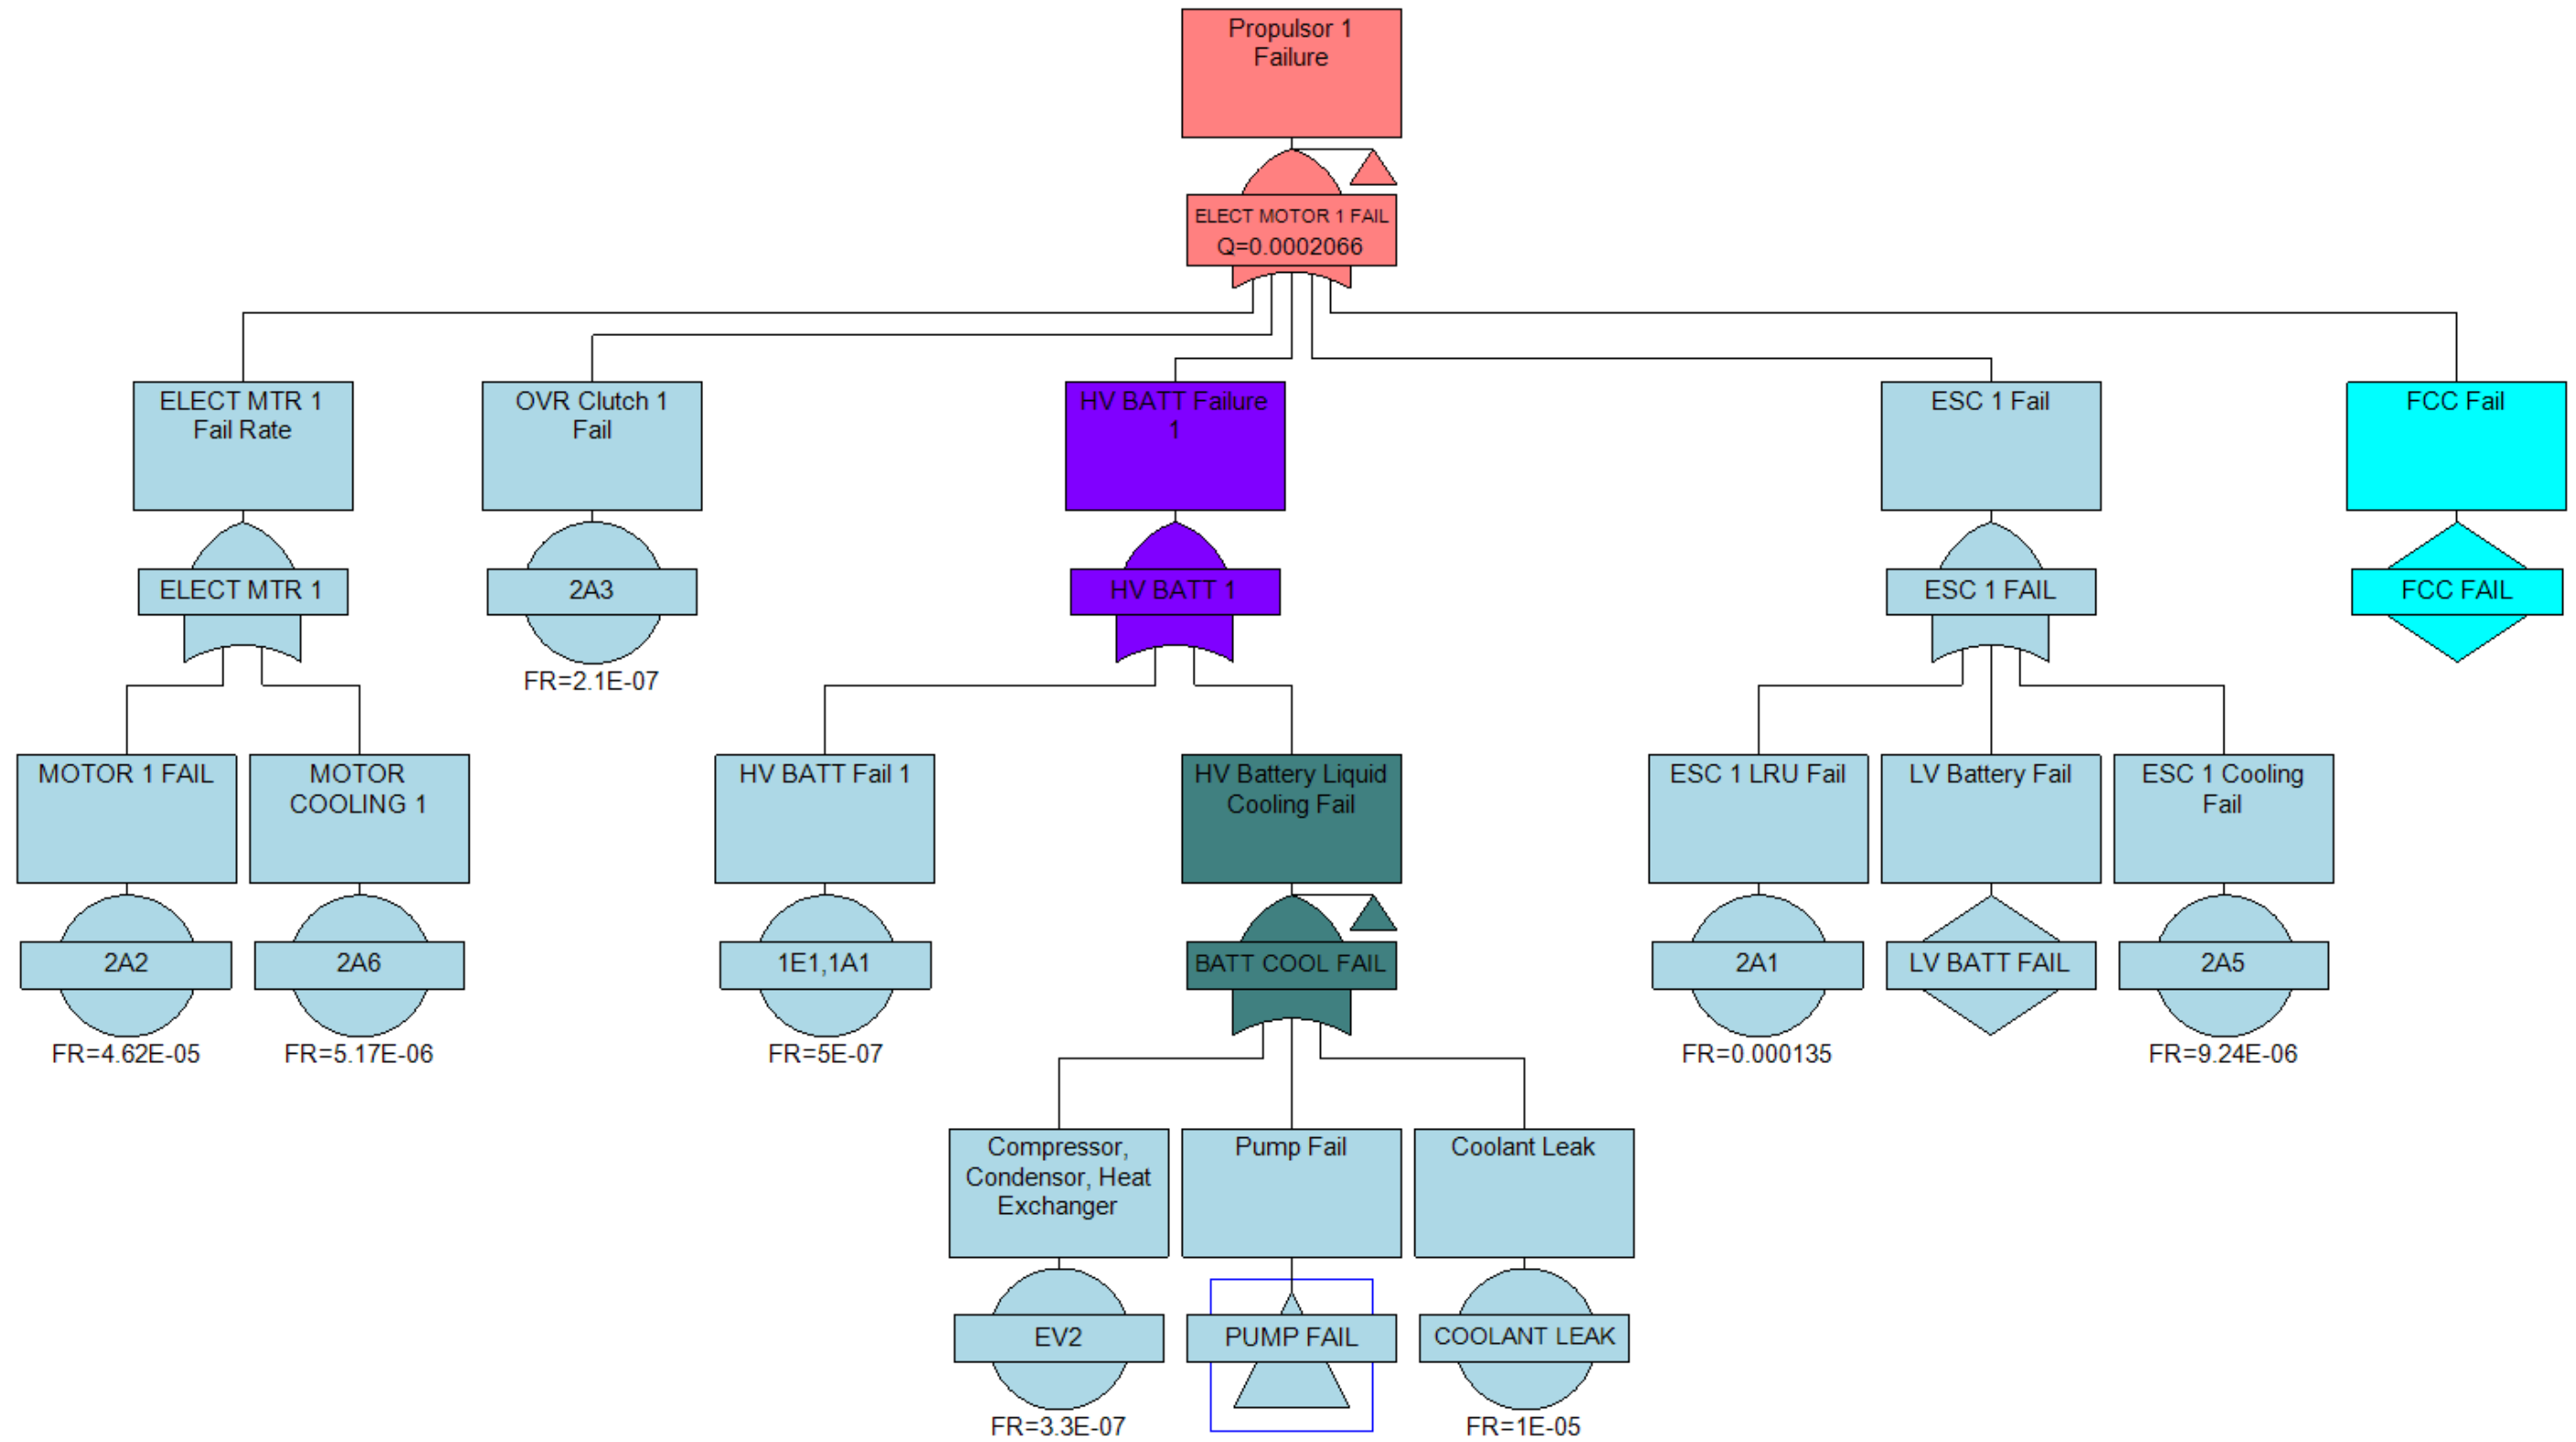 Propulsor 1
Failure
ELECT MOTOR 1 FAIL
Q=0.0002066
ELECT MTR 1
Fail Rate
OVR Clutch 1
Fail
HV BATT Failure
1
ESC 1 Fail
FCC Fail
ELECT MTR 1
2A3
HV BATT 1
ESC 1 FAIL
FCC FAIL
FR=2.1E-07
MOTOR 1 FAIL
MOTOR
COOLING 1
HV BATT Fail 1
HV Battery Liquid
Cooling Fail
ESC 1 LRU Fail
LV Battery Fail
ESC 1 Cooling
Fail
2A2
2A6
1E1,1A1
BATT COOL FAIL
2A1
LV BATT FAIL
2A5
FR=4.62E-05
FR=5.17E-06
FR=5E-07
FR=0.000135
FR=9.24E-06
Compressor,
Condensor, Heat
Exchanger
Pump Fail
Coolant Leak
EV2
PUMP FAIL
COOLANT LEAK
FR=3.3E-07
FR=1E-05